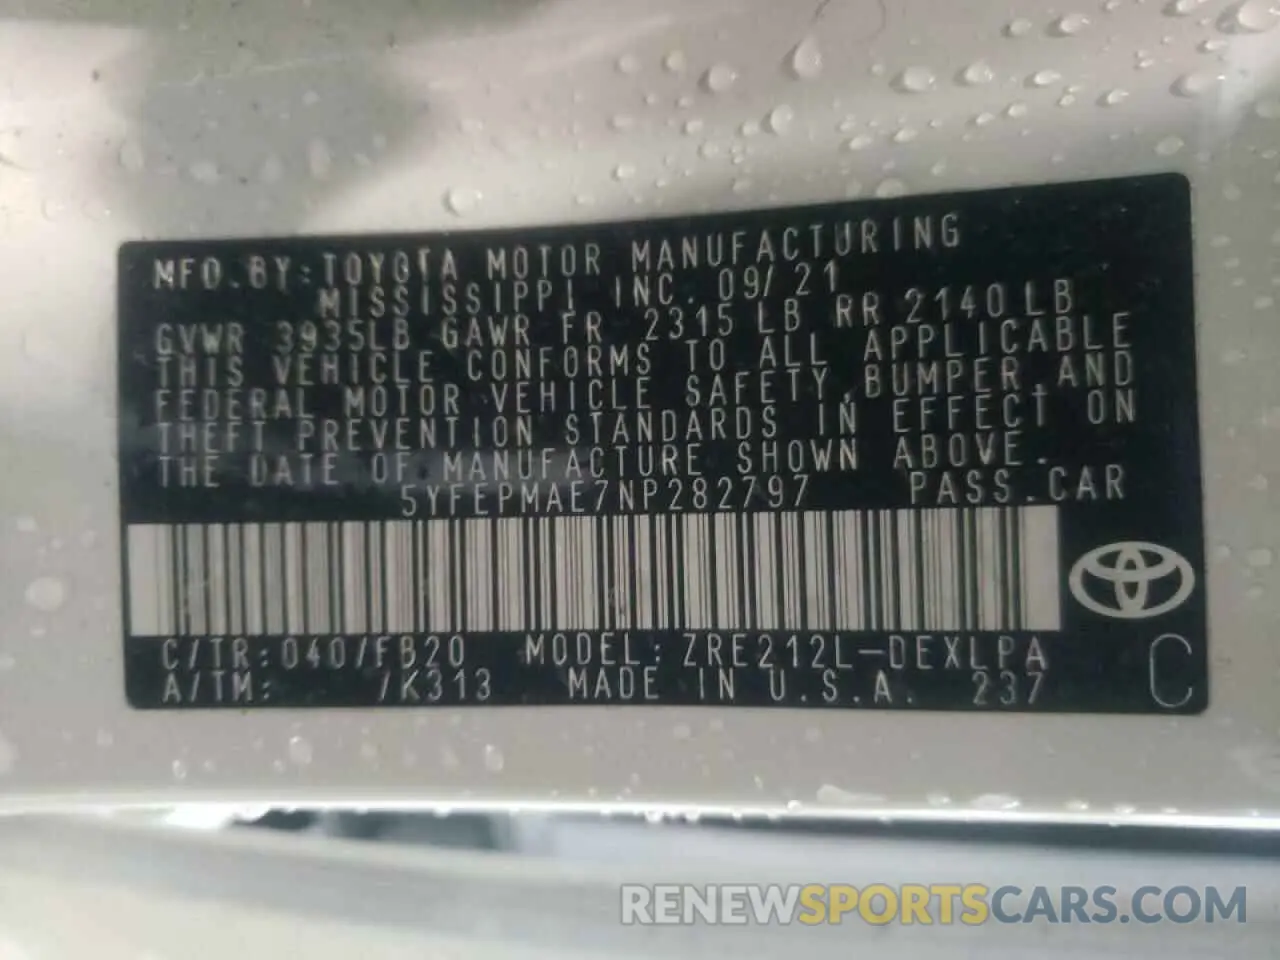 MFD. BY: TOYOTA MOTOR MANUFACTURING
MISSISSIPPI INC. 09/21
GVWR 3935LB GAWR FR 2315 LB RR 2140 LB
THIS VEHICLE CONFORMS TO ALL APPLICABLE
FEDERAL MOTOR VEHICLE SAFETY, BUMPER, AND
THEFT PREVENTION STANDARDS IN EFFECT ON
THE DATE OF MANUFACTURE SHOWN ABOVE.
5YFEPMAE7NP282797 PASS.CAR
C/TR: 040/FB20 MODEL: ZRE212L-DEXLPA
A/TM: /K313 MADE IN U.S.A. 237 C
RENEWSPORTSCARS.COM